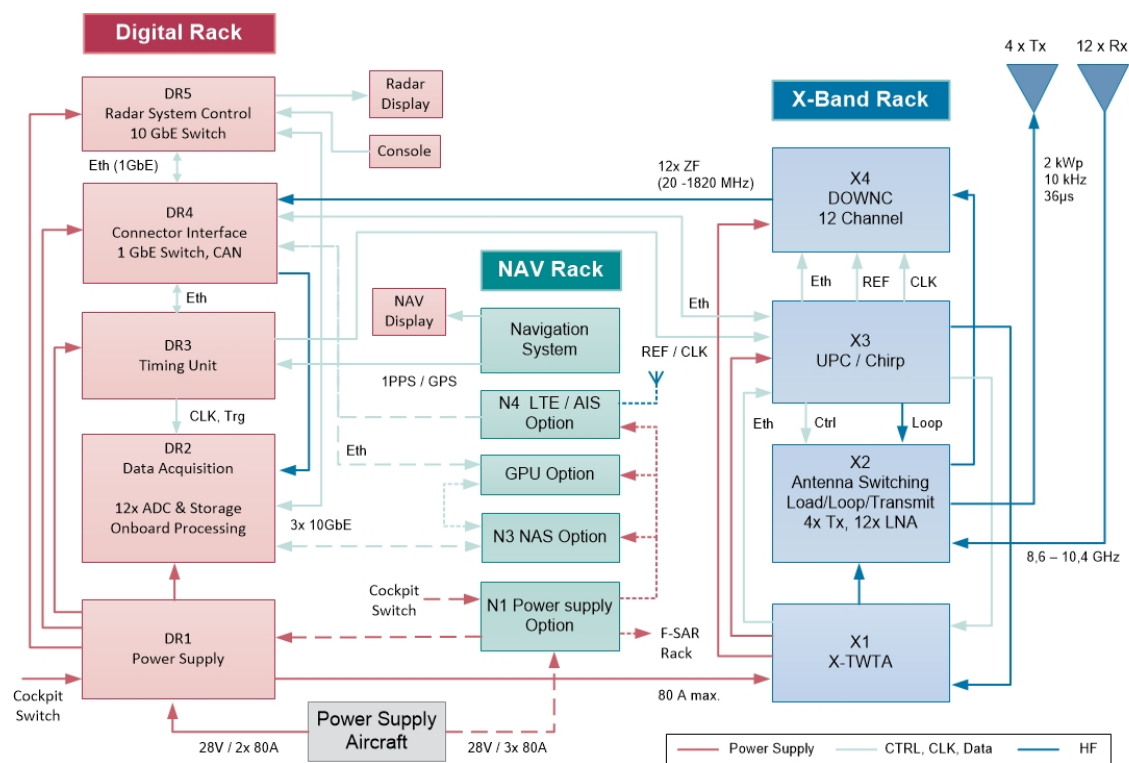 Digital Rack
DR5
Radar System Control
10 GbE Switch
Radar
Display
Console
Eth (1GbE)
DR4
Connector Interface
1 GbE Switch, CAN
Eth
DR3
Timing Unit
CLK, Trg
DR2
Data Acquisition
12x ADC & Storage
Onboard Processing
3x 10GbE
DR1
Power Supply
Cockpit
Switch
28V / 2x 80A
Power Supply
Aircraft
28V / 3x 80A
NAV Rack
NAV
Display
Navigation
System
1PPS / GPS
REF / CLK
N4 LTE / AIS
Option
Eth
GPU Option
N3 NAS Option
Cockpit
Switch
N1 Power supply
Option
F-SAR
Rack
80 A max.
X-Band Rack
4 x Tx
12 x Rx
12x ZF
(20 -1820 MHz)
X4
DOWNC
12 Channel
2 kWp
10 kHz
36µs
Eth
REF
CLK
Eth
X3
UPC / Chirp
Eth
Ctrl
Loop
X2
Antenna Switching
Load/Loop/Transmit
4x Tx, 12x LNA
8,6 – 10,4 GHz
X1
X-TWTA
Power Supply
CTRL, CLK, Data
HF